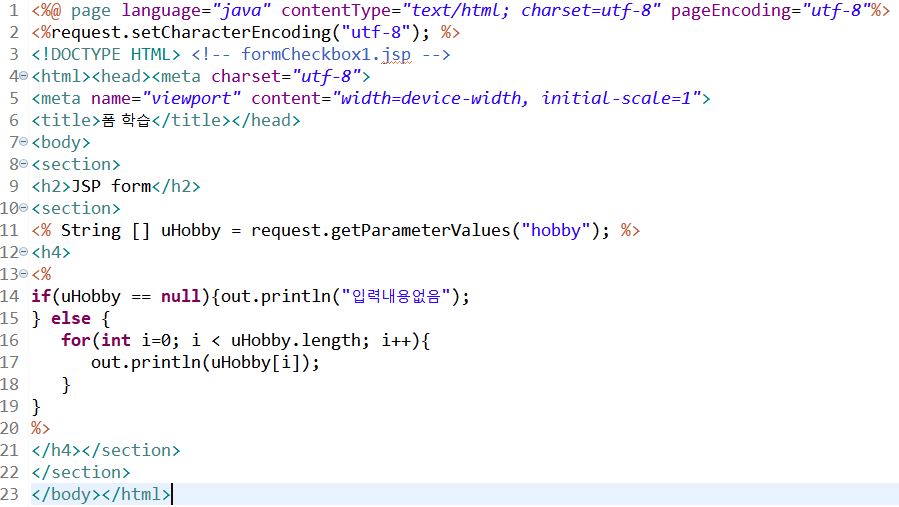 1 <%@ page language="java" contentType="text/html; charset=utf-8" pageEncoding="utf-8"%>
2 <%request.setCharacterEncoding("utf-8"); %>
3 <!DOCTYPE HTML> <!-- formCheckbox1.jsp -->
4 <html><head><meta charset="utf-8">
5 <meta name="viewport" content="width=device-width, initial-scale=1">
6 <title>폼 학습</title></head>
7 <body>
8 <section>
9 <h2>JSP form</h2>
10 <section>
11 <% String [] uHobby = request.getParameterValues("hobby"); %>
12 <h4>
13 <%
14 if(uHobby == null){out.println("입력내용없음");
15 } else {
16    for(int i=0; i < uHobby.length; i++){
17       out.println(uHobby[i]);
18    }
19 }
20 %>
21 </h4></section>
22 </section>
23 </body></html>